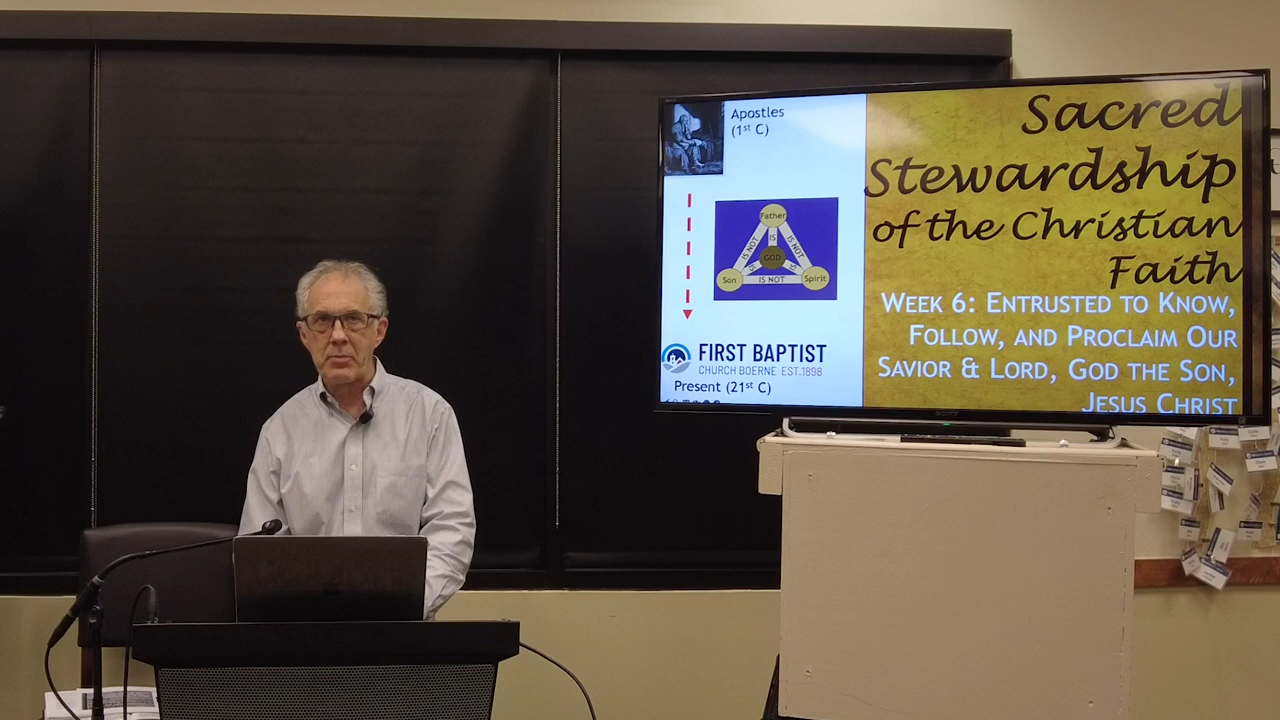 Apostles
(1st C)
Father
IS NOT
IS
IS NOT
GOD
IS
IS
Son
IS NOT
Spirit
FIRST BAPTIST
CHURCH BOERNE EST.1898
Present (21st C)
Sacred
Stewardship
of the Christian
Faith
WEEK 6: ENTRUSTED TO KNOW,
FOLLOW, AND PROCLAIM OUR
SAVIOR & LORD, GOD THE SON,
JESUS CHRIST
SONY